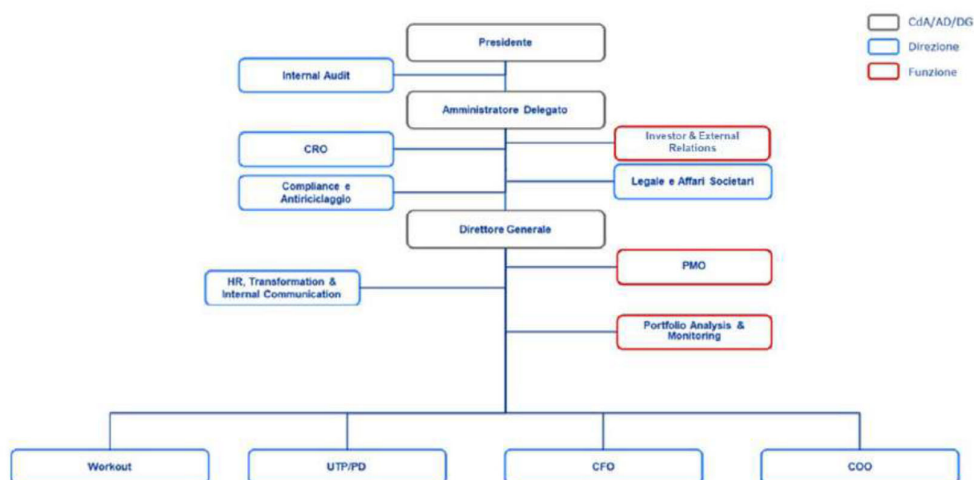 CdA/AD/DG
Direzione
Funzione
Presidente
Internal Audit
Amministratore Delegato
Investor & External
Relations
CRO
Legale e Affari Societari
Compliance e
Antiriciclaggio
Direttore Generale
PMO
HR, Transformation &
Internal Communication
Portfolio Analysis &
Monitoring
Workout
UTP/PD
CFO
COO